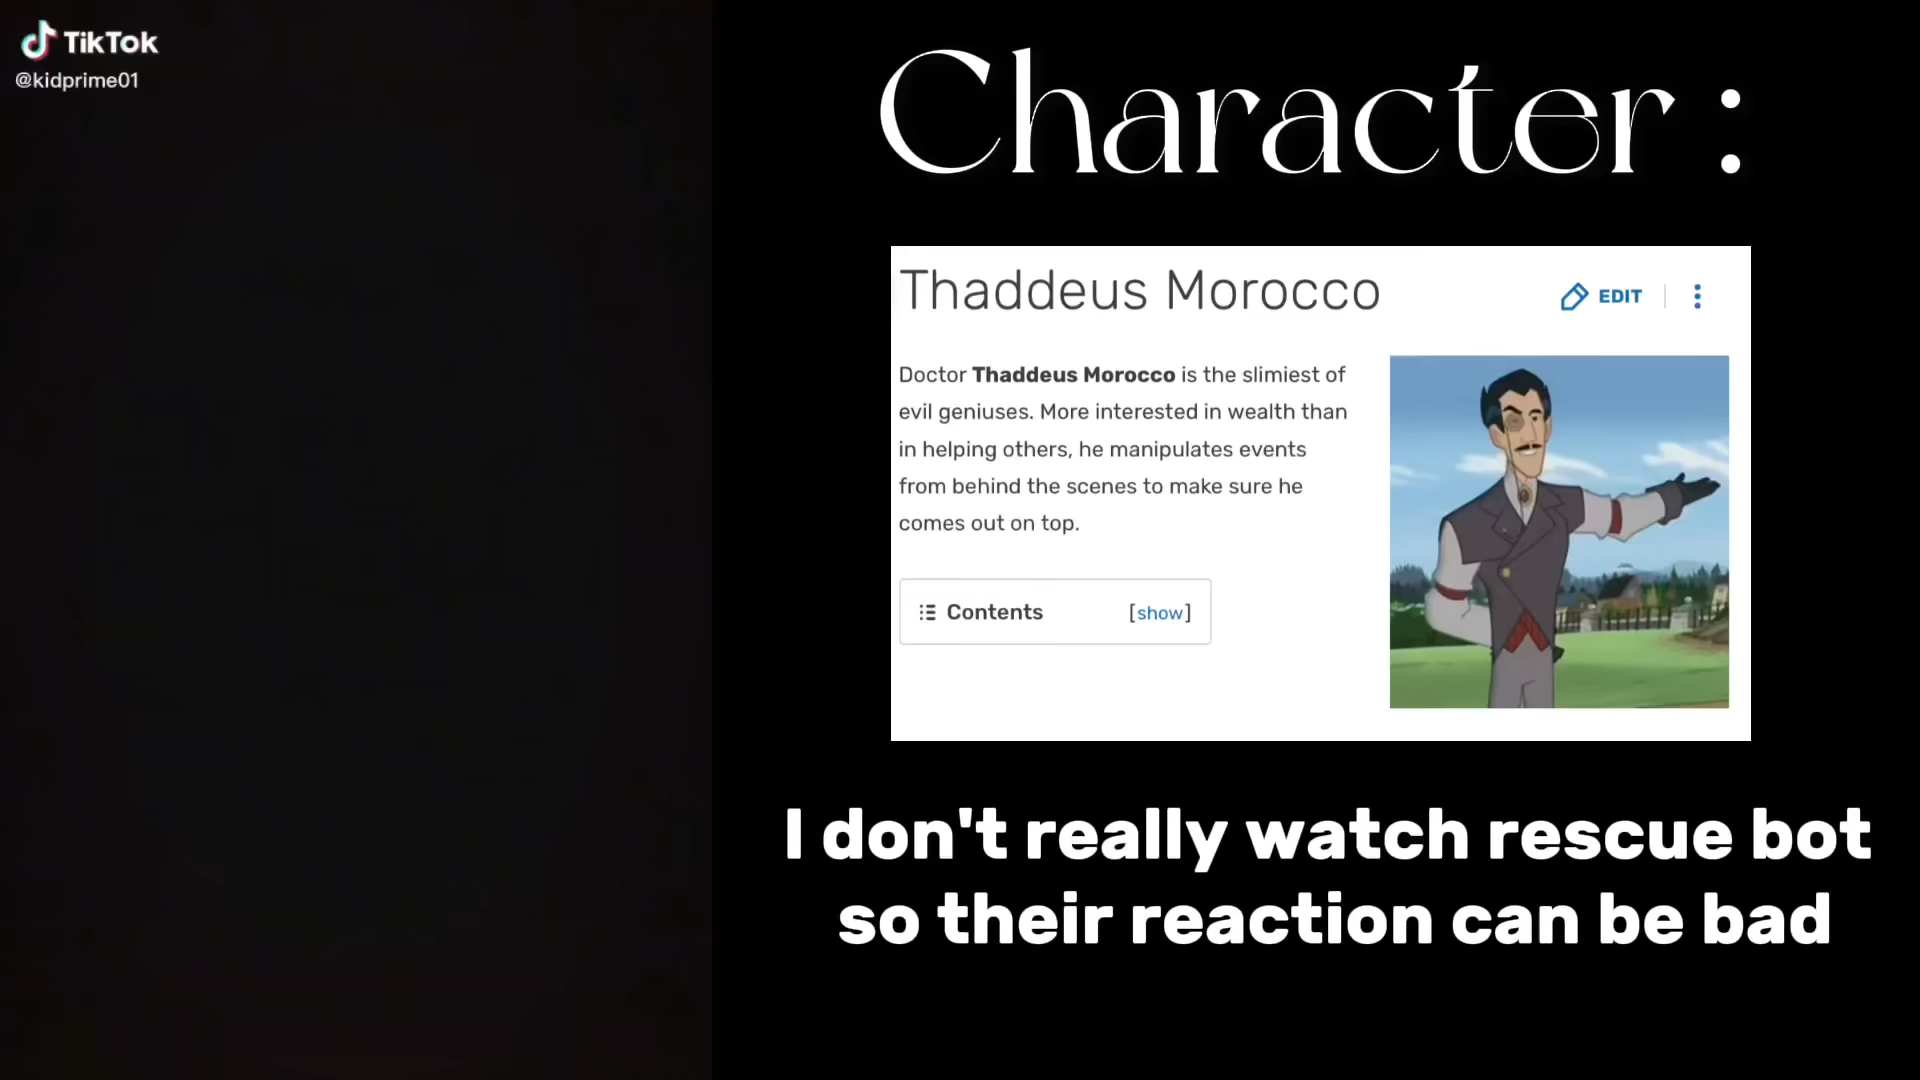 TikTok
@kidprime01
Character :
Thaddeus Morocco
EDIT
Doctor Thaddeus Morocco is the slimiest of
evil geniuses. More interested in wealth than
in helping others, he manipulates events
from behind the scenes to make sure he
comes out on top.
Contents [show]
I don't really watch rescue bot
so their reaction can be bad